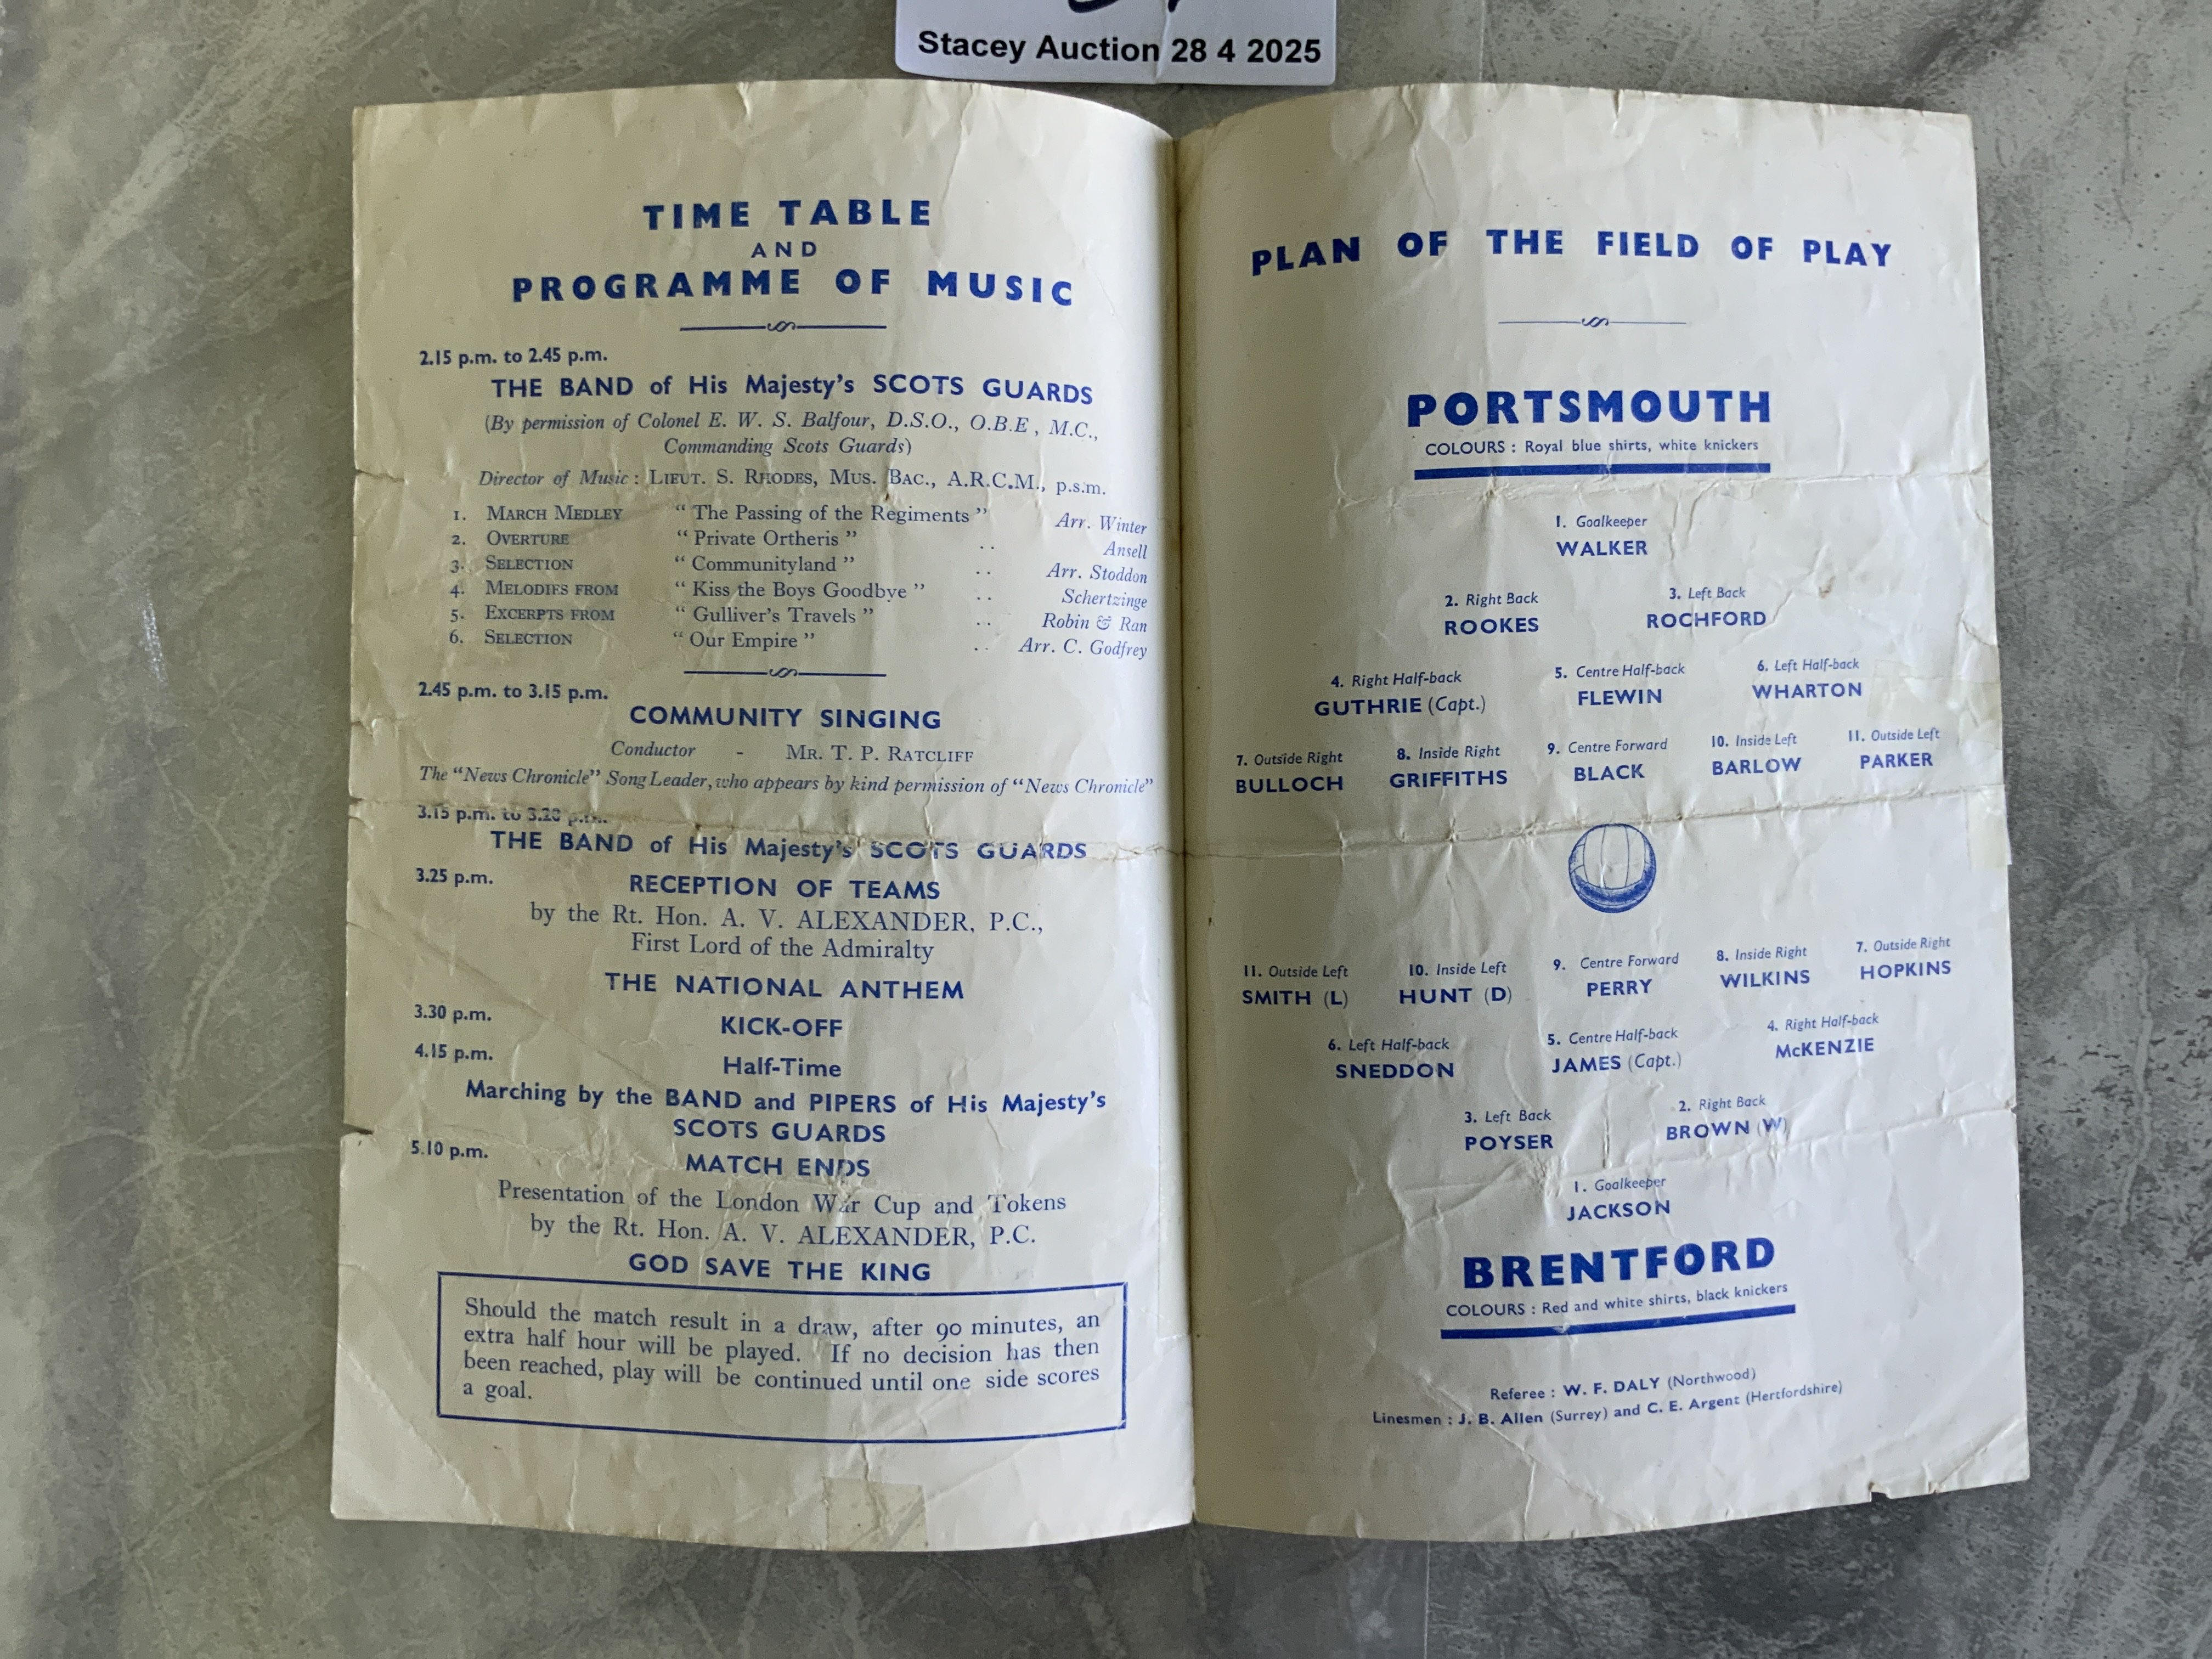 Stacey Auction 28 4 2025
TIME TABLE
AND
PROGRAMME OF MUSIC
2.15 p.m. to 2.45 p.m.
THE BAND of His Majesty's SCOTS GUARDS
(By permission of Colonel E. W. S. Balfour, D.S.O., O.B.E , M.C.,
Commanding Scots Guards)
Director of Music : LIEUT. S. RHODES, MUS. BAC., A.R.C.M., p.s.m.
1. MARCH MEDLEY “ The Passing of the Regiments ” Arr. Winter
2. OVERTURE “ Private Ortheris ” .. Ansell
3. SELECTION “ Communityland ” .. Arr. Stoddon
4. MELODIES FROM “ Kiss the Boys Goodbye ” .. Schertzinge
5. EXCERPTS FROM “ Gulliver's Travels ” .. Robin & Ran
6. SELECTION “ Our Empire ” .. Arr. C. Godfrey
2.45 p.m. to 3.15 p.m.
COMMUNITY SINGING
Conductor - MR. T. P. RATCLIFF
The “News Chronicle” Song Leader, who appears by kind permission of “News Chronicle”
3.15 p.m. to 3.20 p.m.
THE BAND of His Majesty's SCOTS GUARDS
3.25 p.m.
RECEPTION OF TEAMS
by the Rt. Hon. A. V. ALEXANDER, P.C.,
First Lord of the Admiralty
THE NATIONAL ANTHEM
3.30 p.m.
KICK-OFF
4.15 p.m.
Half-Time
Marching by the BAND and PIPERS of His Majesty's
SCOTS GUARDS
5.10 p.m.
MATCH ENDS
Presentation of the London War Cup and Tokens
by the Rt. Hon. A. V. ALEXANDER, P.C.
GOD SAVE THE KING
Should the match result in a draw, after 90 minutes, an
extra half hour will be played. If no decision has then
been reached, play will be continued until one side scores
a goal.
PLAN OF THE FIELD OF PLAY
PORTSMOUTH
COLOURS : Royal blue shirts, white knickers
1. Goalkeeper
WALKER
2. Right Back 3. Left Back
ROOKES ROCHFORD
4. Right Half-back 5. Centre Half-back 6. Left Half-back
GUTHRIE (Capt.) FLEWIN WHARTON
7. Outside Right 8. Inside Right 9. Centre Forward 10. Inside Left 11. Outside Left
BULLOCH GRIFFITHS BLACK BARLOW PARKER
11. Outside Left 10. Inside Left 9. Centre Forward 8. Inside Right 7. Outside Right
SMITH (L) HUNT (D) PERRY WILKINS HOPKINS
6. Left Half-back 5. Centre Half-back 4. Right Half-back
SNEDDON JAMES (Capt.) McKENZIE
3. Left Back 2. Right Back
POYSER BROWN (W)
1. Goalkeeper
JACKSON
BRENTFORD
COLOURS : Red and white shirts, black knickers
Referee : W. F. DALY (Northwood)
Linesmen : J. B. Allen (Surrey) and C. E. Argent (Hertfordshire)